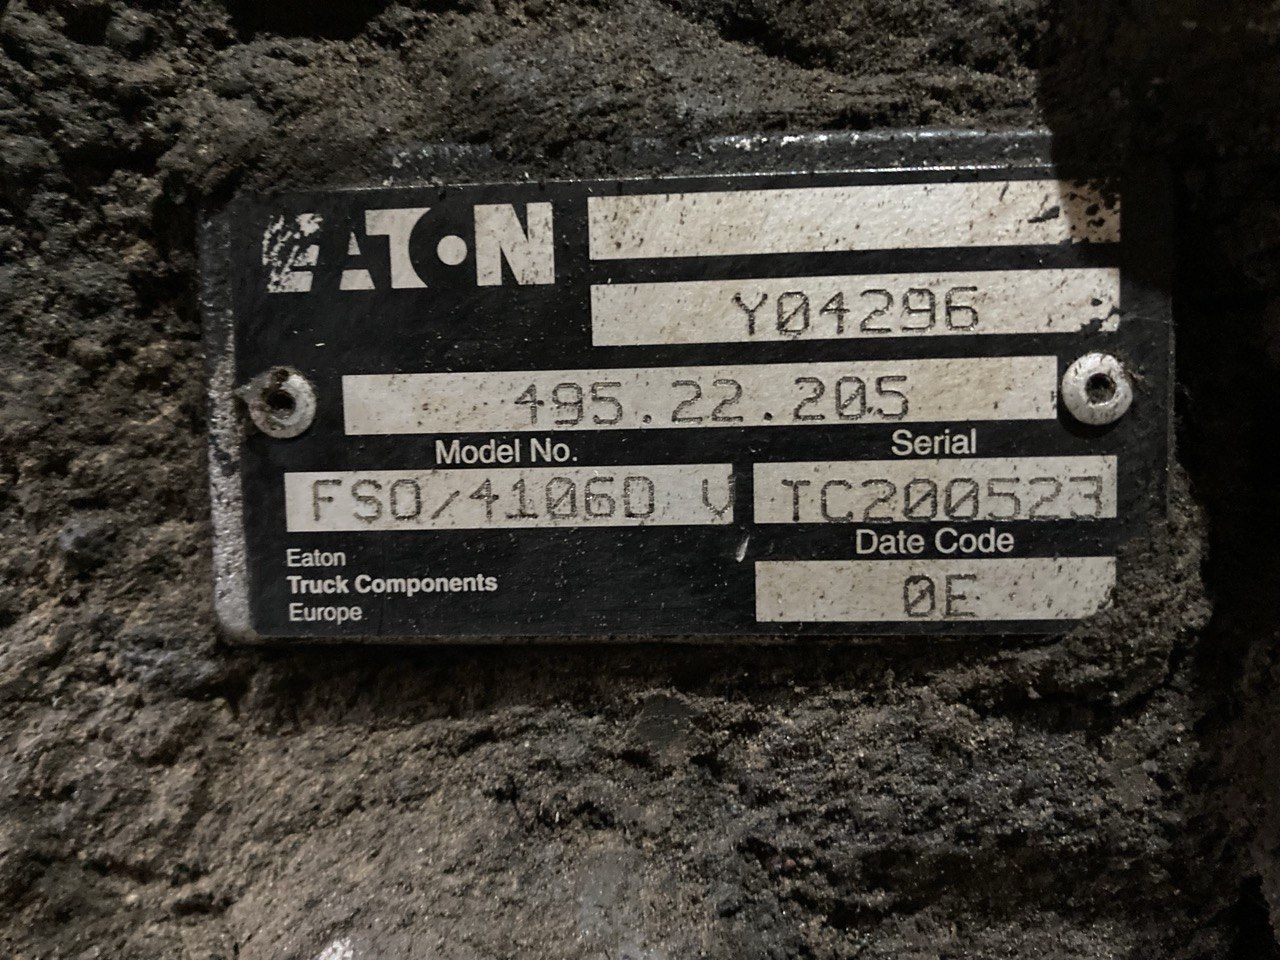 EATON
Y04296
495.22.205
Model No.
Serial
FSO/4106D V
TC200523
Date Code
0E
Eaton
Truck Components
Europe